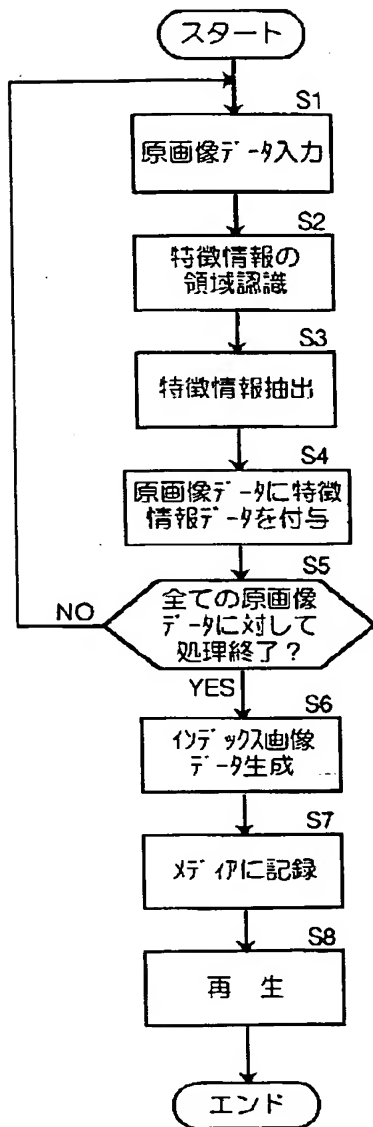 スタート
S1
原画像データ入力
S2
特徴情報の
領域認識
S3
特徴情報抽出
S4
原画像データに特徴
情報データを付与
S5
全ての原画像
データに対して
処理終了？
NO
YES
S6
インデックス画像
データ生成
S7
メディアに記録
S8
再 生
エンド